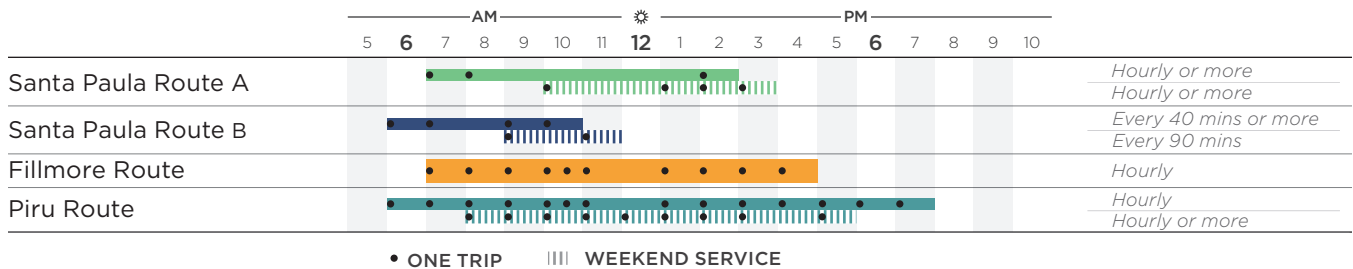 AM PM
5 6 7 8 9 10 11 12 1 2 3 4 5 6 7 8 9 10
Santa Paula Route A
Hourly or more
Hourly or more
Santa Paula Route B
Every 40 mins or more
Every 90 mins
Fillmore Route
Hourly
Piru Route
Hourly
Hourly or more
ONE TRIP WEEKEND SERVICE